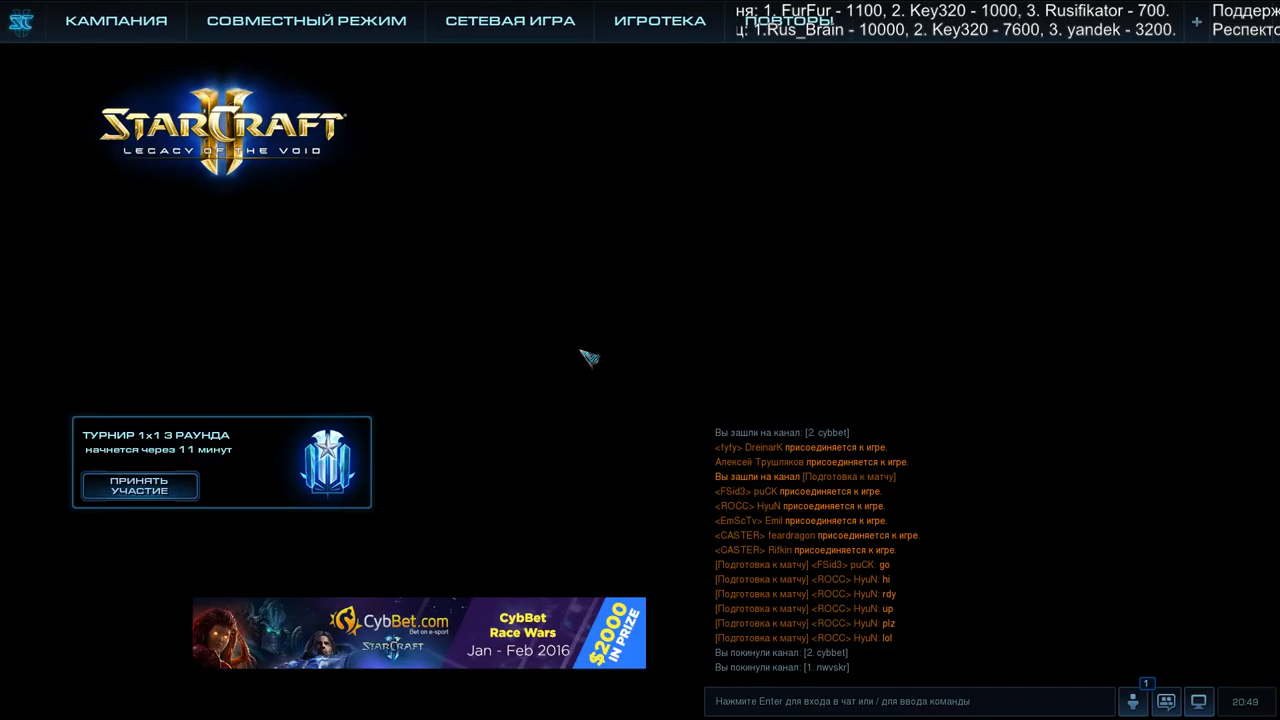 КАМПАНИЯ
СОВМЕСТНЫЙ РЕЖИМ
СЕТЕВАЯ ИГРА
ИГРОТЕКА
ПОВТОРЫ
ня: 1. FurFur - 1100, 2. Key320 - 1000, 3. Rusifikator - 700.
ц: 1.Rus_Brain - 10000, 2. Key320 - 7600, 3. yandek - 3200.
+
Поддерж
Респекто
STARCRAFT II
LEGACY OF THE VOID
ТУРНИР 1x1 3 РАУНДА
начнется через 11 минут
ПРИНЯТЬ
УЧАСТИЕ
Вы зашли на канал: [2. cybbet]
<fyfy> DreinarK присоединяется к игре.
Алексей Трушляков присоединяется к игре.
Вы зашли на канал [Подготовка к матчу]
<FSid3> puCK присоединяется к игре.
<ROCC> HyuN присоединяется к игре.
<EmScTv> Emil присоединяется к игре.
<CASTER> feardragon присоединяется к игре.
<CASTER> Rifkin присоединяется к игре.
[Подготовка к матчу] <FSid3> puCK: go
[Подготовка к матчу] <ROCC> HyuN: hi
[Подготовка к матчу] <ROCC> HyuN: rdy
[Подготовка к матчу] <ROCC> HyuN: up
[Подготовка к матчу] <ROCC> HyuN: plz
[Подготовка к матчу] <ROCC> HyuN: lol
Вы покинули канал: [2. cybbet]
Вы покинули канал: [1. nwvskr]
CybBet.com
Bet on e-sport
STARCRAFT II
CybBet
Race Wars
Jan - Feb 2016
$2000
IN PRIZE
1
Нажмите Enter для входа в чат или / для ввода команды
20:49